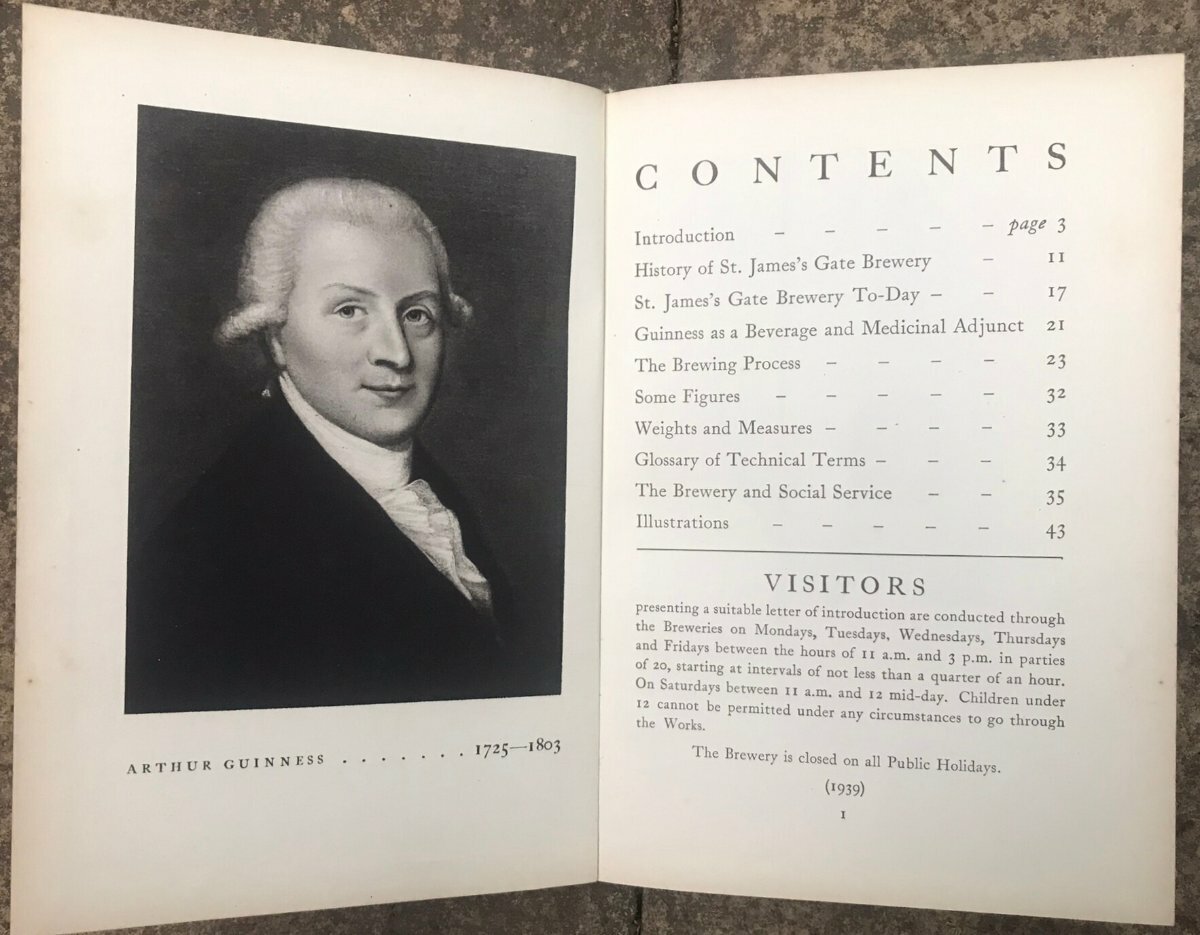 ARTHUR GUINNESS . . . . . . . 1725—1803
CONTENTS
Introduction – – – – – page 3
History of St. James's Gate Brewery – 11
St. James's Gate Brewery To-Day – – 17
Guinness as a Beverage and Medicinal Adjunct 21
The Brewing Process – – – – 23
Some Figures – – – – – 32
Weights and Measures – – – – 33
Glossary of Technical Terms – – – 34
The Brewery and Social Service – – 35
Illustrations – – – – – 43
VISITORS
presenting a suitable letter of introduction are conducted through
the Breweries on Mondays, Tuesdays, Wednesdays, Thursdays
and Fridays between the hours of 11 a.m. and 3 p.m. in parties
of 20, starting at intervals of not less than a quarter of an hour.
On Saturdays between 11 a.m. and 12 mid-day. Children under
12 cannot be permitted under any circumstances to go through
the Works.
The Brewery is closed on all Public Holidays.
(1939)
1